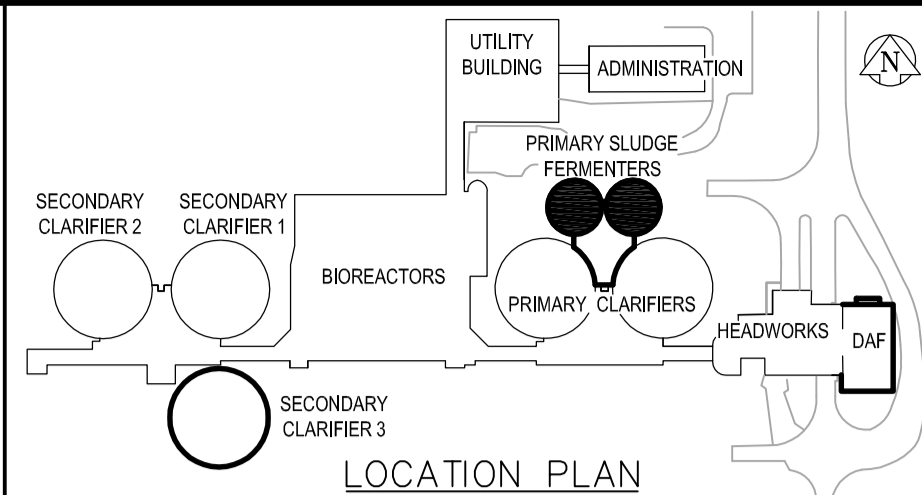 UTILITY
BUILDING
ADMINISTRATION
N
PRIMARY SLUDGE
FERMENTERS
SECONDARY
CLARIFIER 2
SECONDARY
CLARIFIER 1
BIOREACTORS
PRIMARY CLARIFIERS
HEADWORKS
DAF
SECONDARY
CLARIFIER 3
LOCATION PLAN